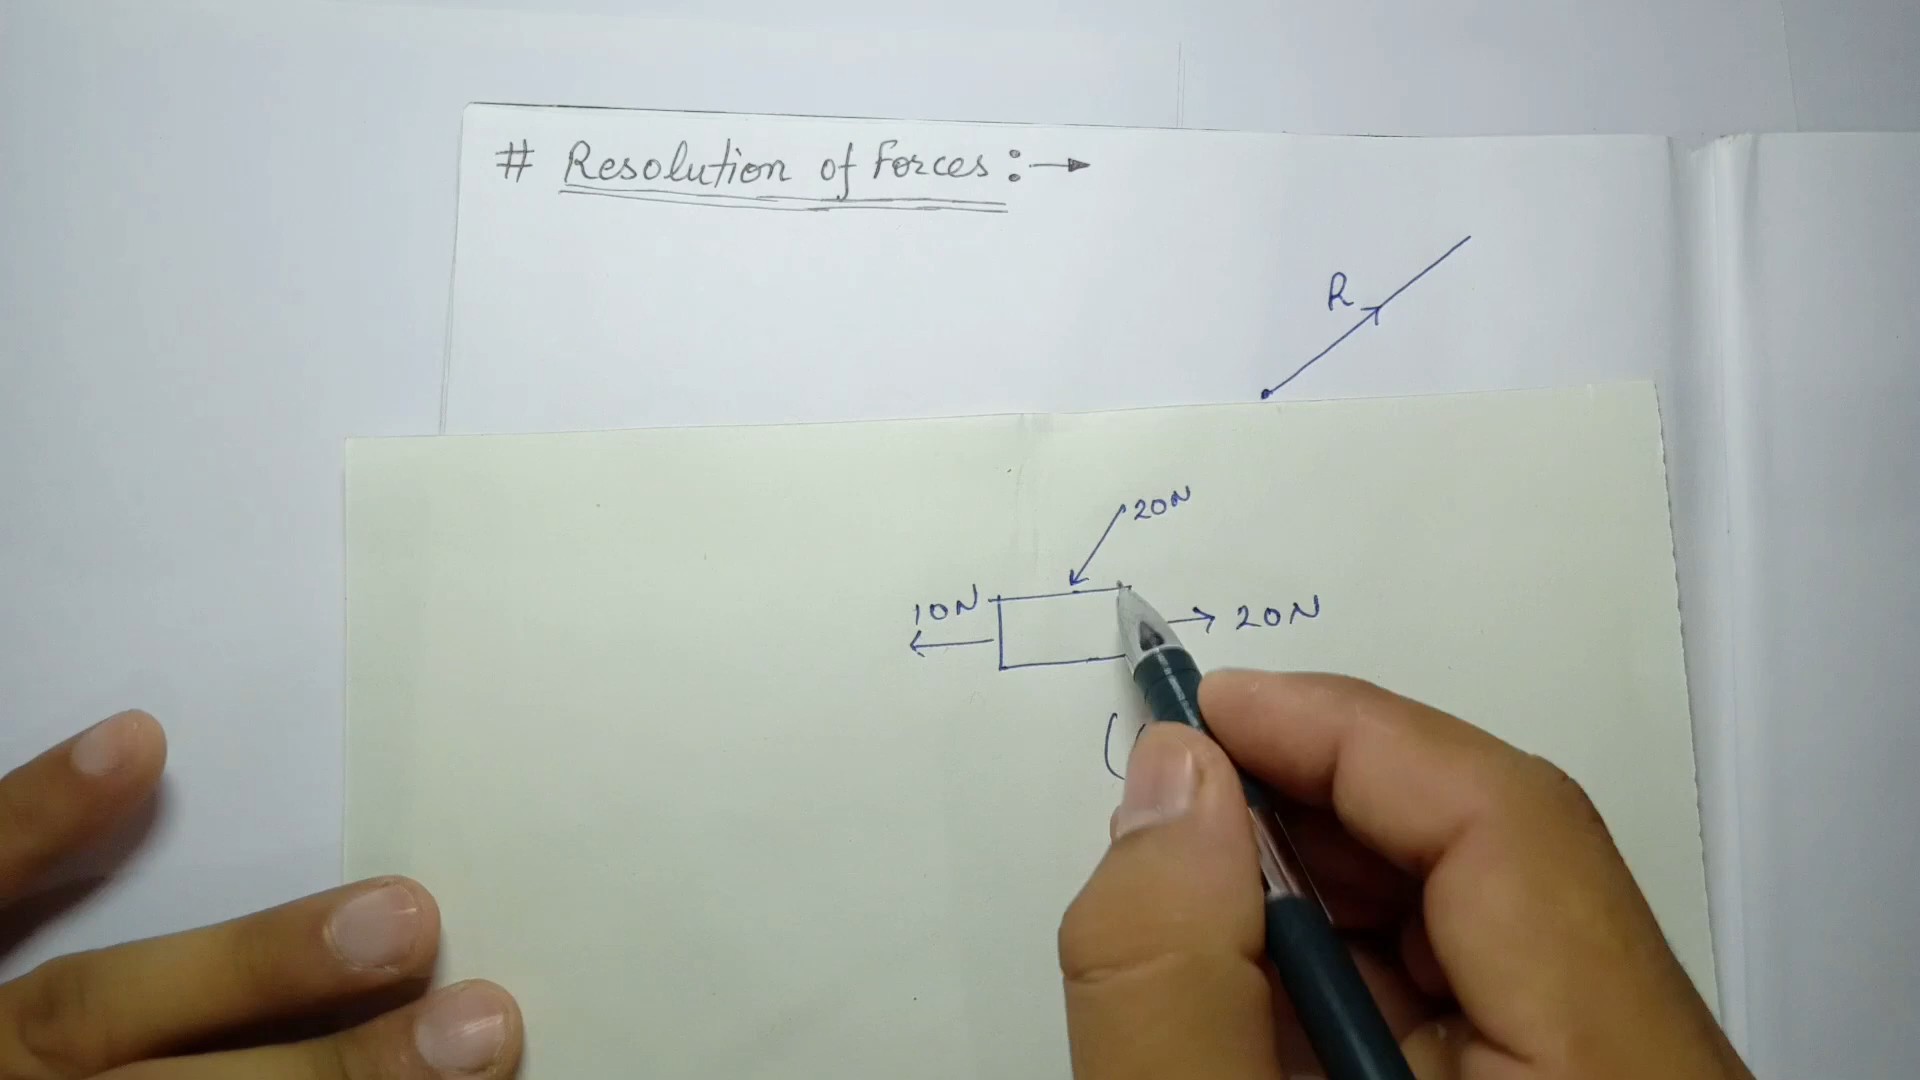 # Resolution of Forces:→
R
20N
10N
20N
(